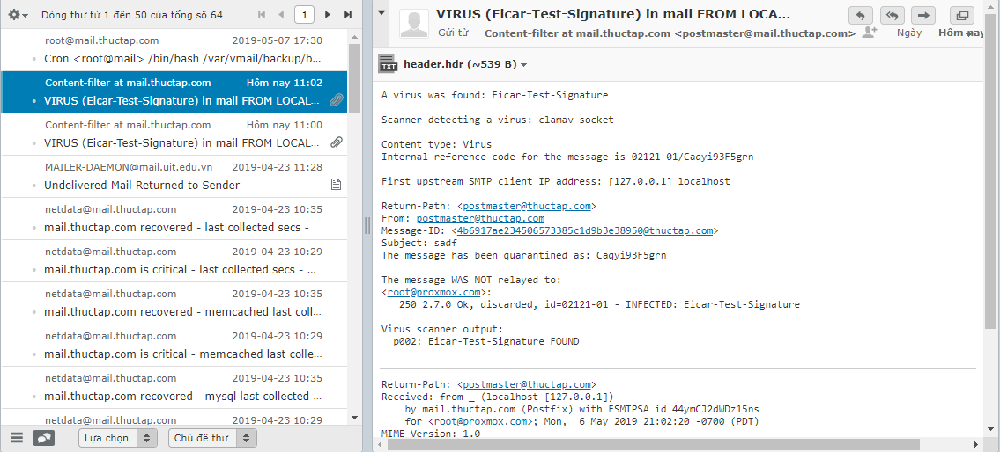 Dòng thư từ 1 đến 50 của tổng số 64
1
root@mail.thuctap.com 2019-05-07 17:30
Cron <root@mail> /bin/bash /var/vmail/backup/b...
Content-filter at mail.thuctap.com Hôm nay 11:02
VIRUS (Eicar-Test-Signature) in mail FROM LOCAL...
Content-filter at mail.thuctap.com Hôm nay 11:00
VIRUS (Eicar-Test-Signature) in mail FROM LOCAL...
MAILER-DAEMON@mail.uit.edu.vn 2019-04-23 11:28
Undelivered Mail Returned to Sender
netdata@mail.thuctap.com 2019-04-23 10:35
mail.thuctap.com recovered - last collected secs - ...
netdata@mail.thuctap.com 2019-04-23 10:29
mail.thuctap.com is critical - last collected secs - ...
netdata@mail.thuctap.com 2019-04-23 10:35
mail.thuctap.com recovered - memcached last coll...
netdata@mail.thuctap.com 2019-04-23 10:29
mail.thuctap.com is critical - memcached last colle...
netdata@mail.thuctap.com 2019-04-23 10:35
mail.thuctap.com recovered - mysql last collected ...
netdata@mail.thuctap.com 2019-04-23 10:29
Lựa chọn Chủ đề thư
VIRUS (Eicar-Test-Signature) in mail FROM LOCA...
Gửi từ Content-filter at mail.thuctap.com <postmaster@mail.thuctap.com> Ngày Hôm nay
TXT header.hdr (~539 B)
A virus was found: Eicar-Test-Signature
Scanner detecting a virus: clamav-socket
Content type: Virus
Internal reference code for the message is 02121-01/Caqyi93F5grn
First upstream SMTP client IP address: [127.0.0.1] localhost
Return-Path: <postmaster@thuctap.com>
From: postmaster@thuctap.com
Message-ID: <4b6917ae234506573385c1d9b3e38950@thuctap.com>
Subject: sadf
The message has been quarantined as: Caqyi93F5grn
The message WAS NOT relayed to:
<root@proxmox.com>:
250 2.7.0 Ok, discarded, id=02121-01 - INFECTED: Eicar-Test-Signature
Virus scanner output:
p002: Eicar-Test-Signature FOUND
Return-Path: <postmaster@thuctap.com>
Received: from _ (localhost [127.0.0.1])
by mail.thuctap.com (Postfix) with ESMTPSA id 44ymCJ2dWDz15ns
for <root@proxmox.com>; Mon, 6 May 2019 21:02:20 -0700 (PDT)
MIME-Version: 1.0